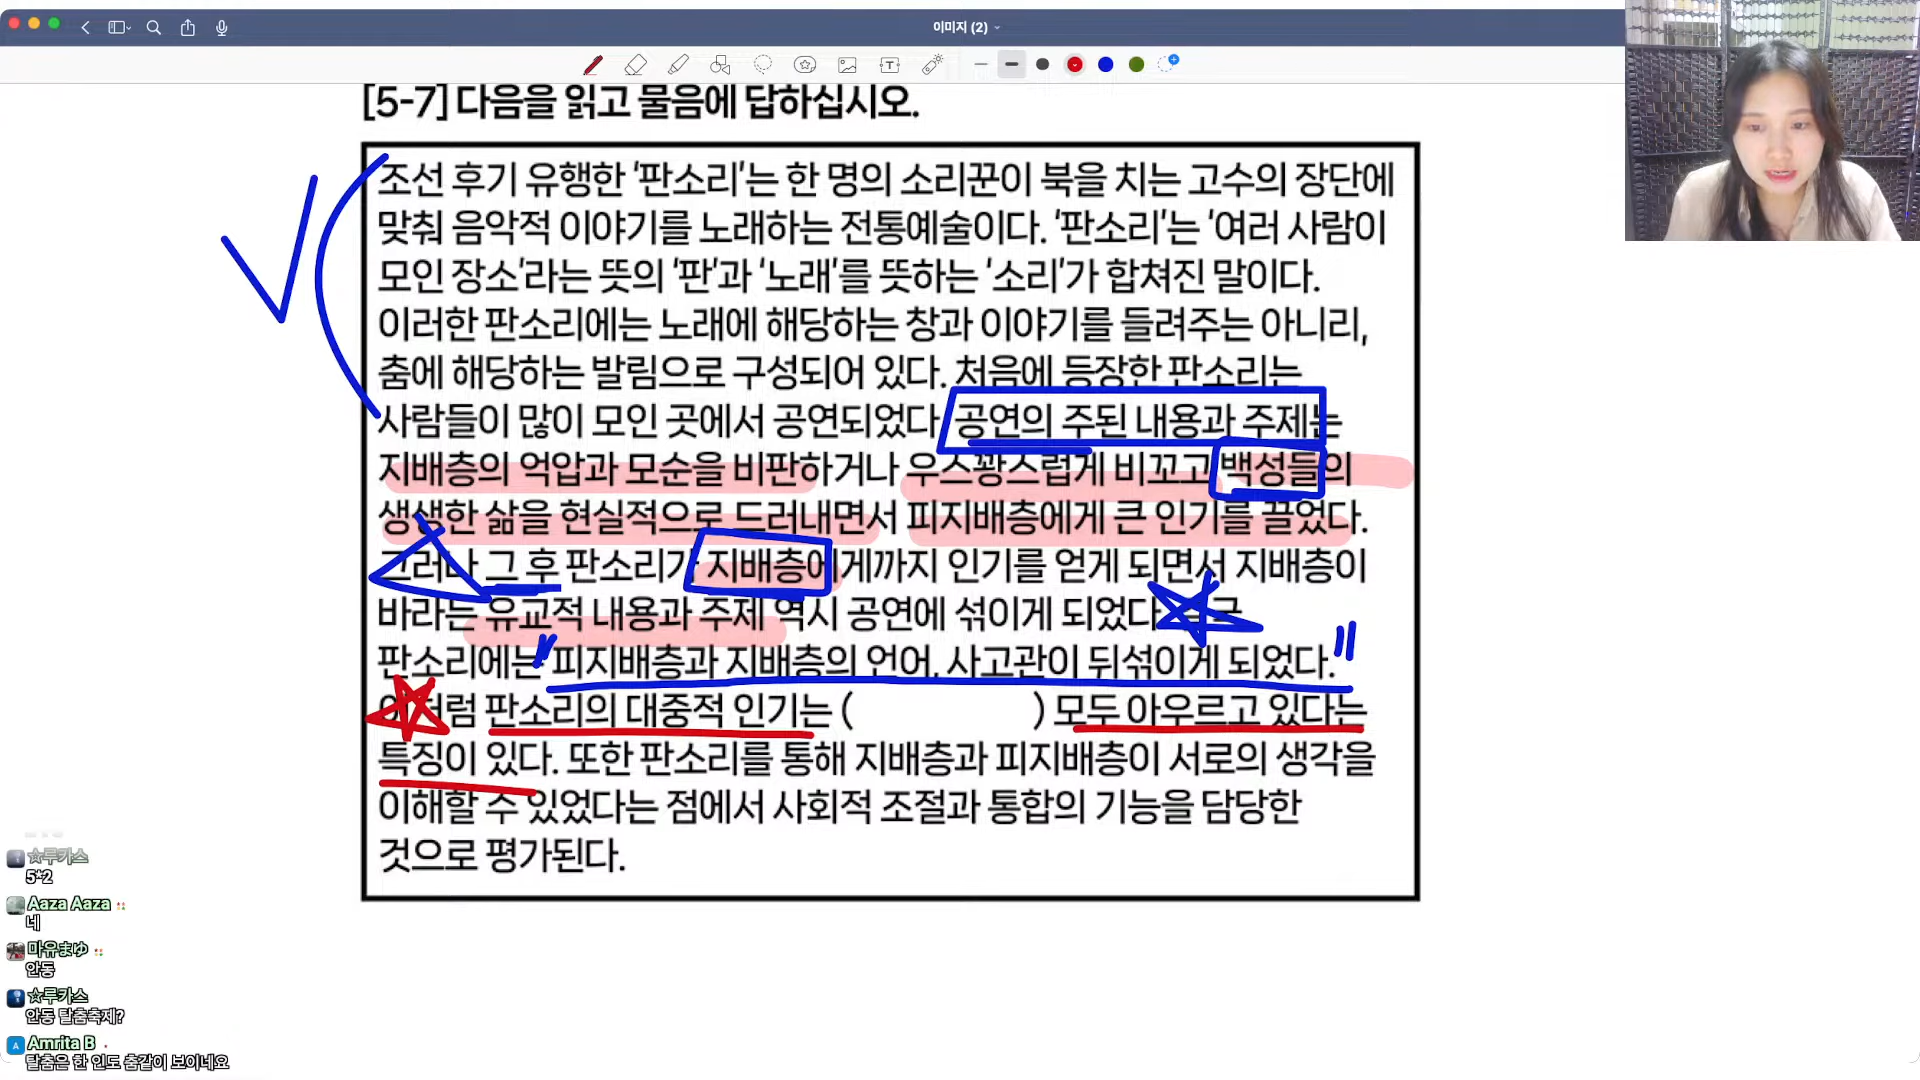 이미지 (2)
[5-7] 다음을 읽고 물음에 답하십시오.
조선 후기 유행한 '판소리'는 한 명의 소리꾼이 북을 치는 고수의 장단에
맞춰 음악적 이야기를 노래하는 전통예술이다. '판소리'는 '여러 사람이
모인 장소'라는 뜻의 '판'과 '노래'를 뜻하는 '소리'가 합쳐진 말이다.
이러한 판소리에는 노래에 해당하는 창과 이야기를 들려주는 아니리,
춤에 해당하는 발림으로 구성되어 있다. 처음에 등장한 판소리는
사람들이 많이 모인 곳에서 공연되었다. 공연의 주된 내용과 주제는
지배층의 억압과 모순을 비판하거나 우스꽝스럽게 비꼬고 백성들의
생생한 삶을 현실적으로 드러내면서 피지배층에게 큰 인기를 끌었다.
그러나 그 후 판소리가 지배층에게까지 인기를 얻게 되면서 지배층이
바라는 유교적 내용과 주제 역시 공연에 섞이게 되었다
판소리에는 피지배층과 지배층의 언어, 사고관이 뒤섞이게 되었다.
판소리의 대중적 인기는 ( ) 모두 아우르고 있다는
특징이 있다. 또한 판소리를 통해 지배층과 피지배층이 서로의 생각을
이해할 수 있었다는 점에서 사회적 조절과 통합의 기능을 담당한
것으로 평가된다.
☆루카스
5*2
Aaza Aaza
네
마유まゆ
안동
☆루카스
안동 탈춤축제?
A Amrita B
탈춤은 한 인도 춤같이 보이네요